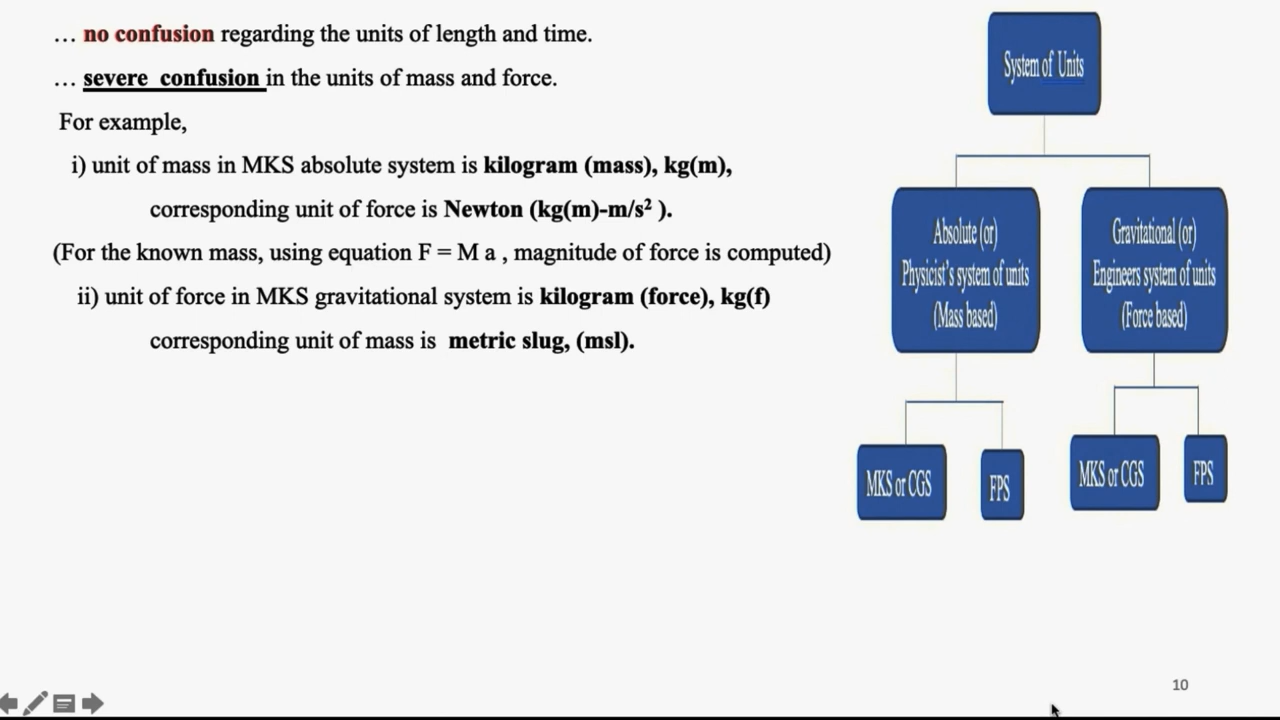 … no confusion regarding the units of length and time.
… severe confusion in the units of mass and force.
For example,
i) unit of mass in MKS absolute system is kilogram (mass), kg(m),
corresponding unit of force is Newton (kg(m)-m/s² ).
(For the known mass, using equation F = M a , magnitude of force is computed)
ii) unit of force in MKS gravitational system is kilogram (force), kg(f)
corresponding unit of mass is metric slug, (msl).
System of Units
Absolute (or)
Physicist's system of units
(Mass based)
Gravitational (or)
Engineers system of units
(Force based)
MKS or CGS
FPS
MKS or CGS
FPS
10